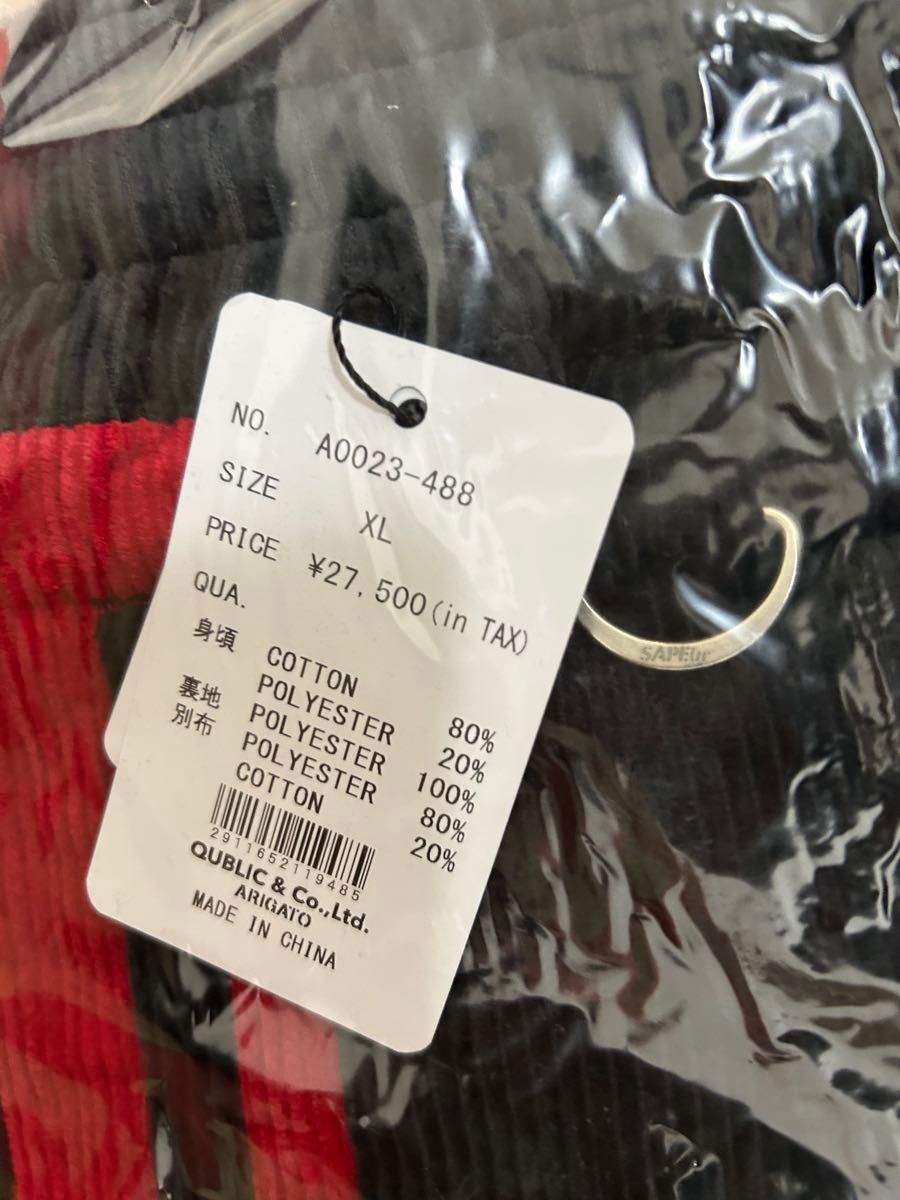 NO. A0023-488
SIZE XL
PRICE ¥27,500(in TAX)
QUA.
身頃 COTTON 80%
POLYESTER 20%
裏地 POLYESTER 100%
別布 POLYESTER 80%
COTTON 20%
2911652119485
QUBLIC & Co.,Ltd.
ARIGATO
MADE IN CHINA
SAPEur